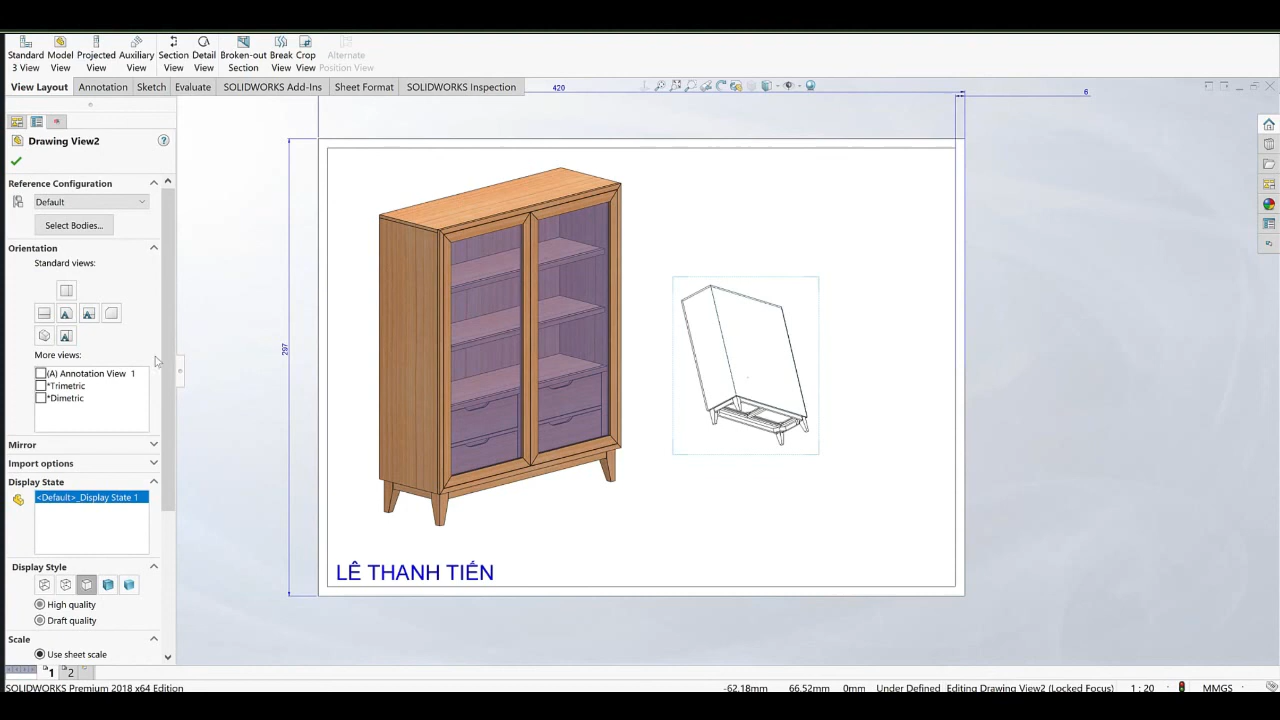 Standard Model Projected Auxiliary Section Detail Broken-out Break Crop Alternate
3 View View View View View View Section View View Position View
View Layout Annotation Sketch Evaluate SOLIDWORKS Add-Ins Sheet Format SOLIDWORKS Inspection
420
6
Drawing View2
Reference Configuration
Default
Select Bodies...
Orientation
Standard views:
297
More views:
(A) Annotation View 1
*Trimetric
*Dimetric
Mirror
Import options
Display State
<Default>_Display State 1
Display Style
LÊ THANH TIẾN
High quality
Draft quality
Scale
Use sheet scale
1 2
SOLIDWORKS Premium 2018 x64 Edition -62.18mm 66.52mm 0mm Under Defined Editing Drawing View2 (Locked Focus) 1 : 20 MMGS